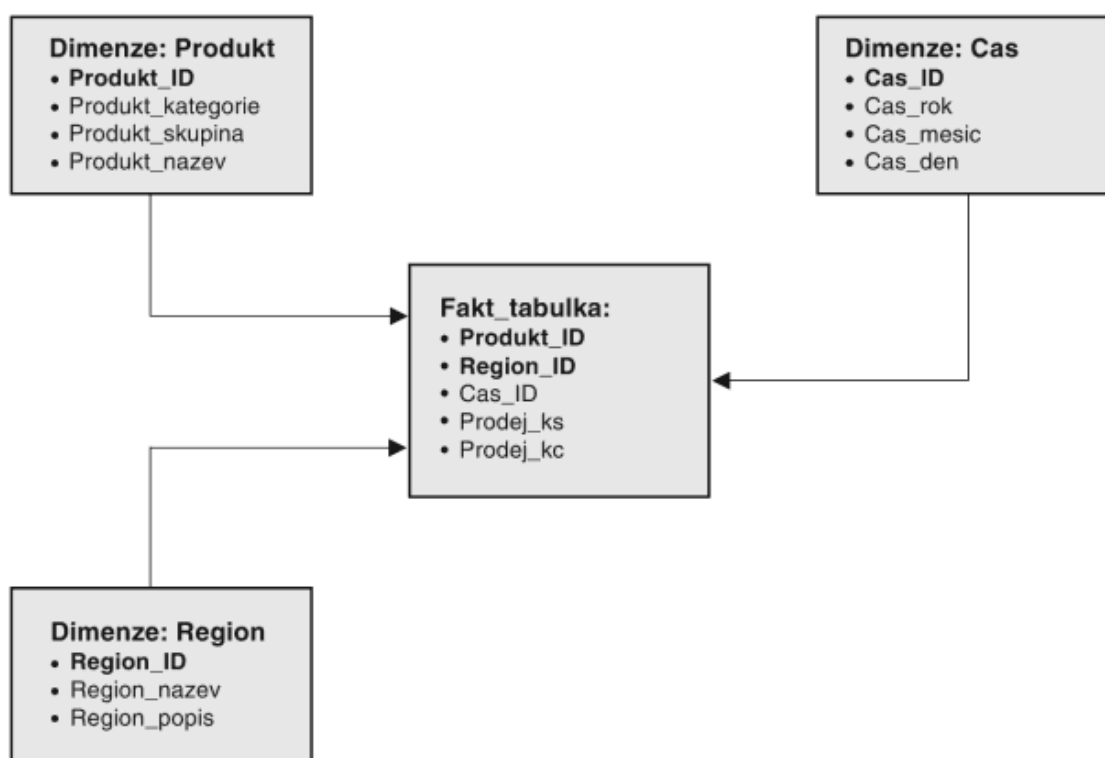 Dimenze: Produkt
• Produkt_ID
• Produkt_kategorie
• Produkt_skupina
• Produkt_nazev
Dimenze: Cas
• Cas_ID
• Cas_rok
• Cas_mesic
• Cas_den
Fakt_tabulka:
• Produkt_ID
• Region_ID
• Cas_ID
• Prodej_ks
• Prodej_kc
Dimenze: Region
• Region_ID
• Region_nazev
• Region_popis